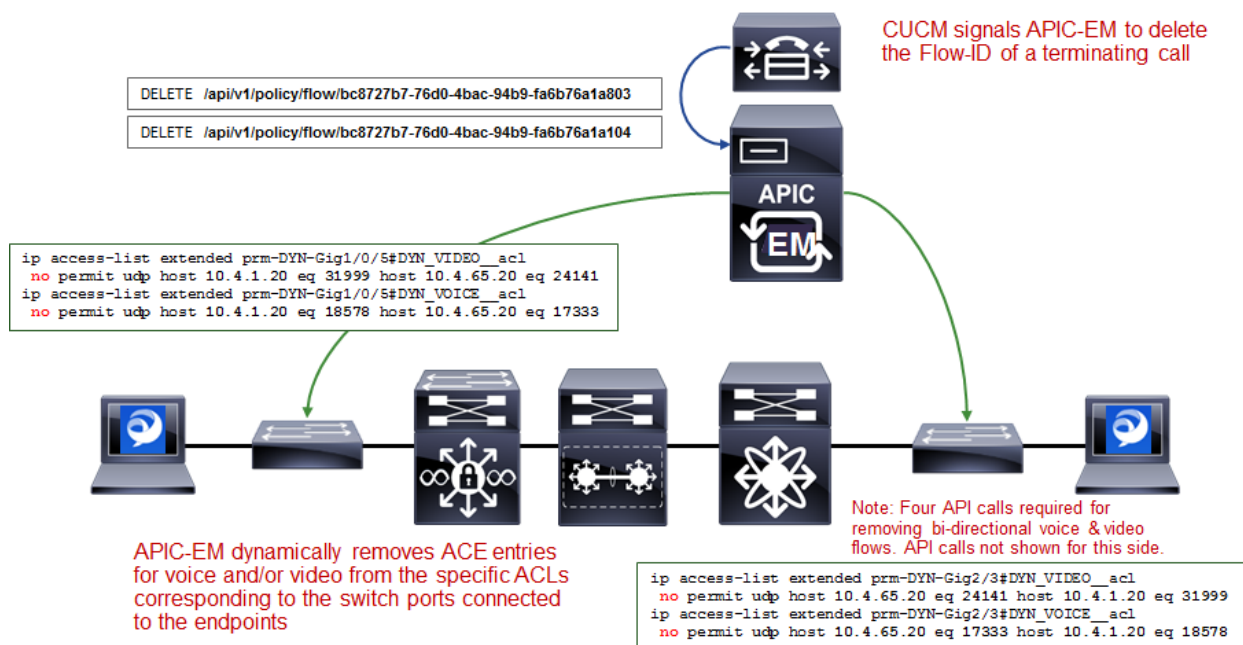 CUCM signals APIC-EM to delete
the Flow-ID of a terminating call
DELETE /api/v1/policy/flow/bc8727b7-76d0-4bac-94b9-fa6b76a1a803
DELETE /api/v1/policy/flow/bc8727b7-76d0-4bac-94b9-fa6b76a1a104
APIC
EM
ip access-list extended prm-DYN-Gig1/0/5#DYN_VIDEO__acl
no permit udp host 10.4.1.20 eq 31999 host 10.4.65.20 eq 24141
ip access-list extended prm-DYN-Gig1/0/5#DYN_VOICE__acl
no permit udp host 10.4.1.20 eq 18578 host 10.4.65.20 eq 17333
APIC-EM dynamically removes ACE entries
for voice and/or video from the specific ACLs
corresponding to the switch ports connected
to the endpoints
Note: Four API calls required for
removing bi-directional voice & video
flows. API calls not shown for this side.
ip access-list extended prm-DYN-Gig2/3#DYN_VIDEO__acl
no permit udp host 10.4.65.20 eq 24141 host 10.4.1.20 eq 31999
ip access-list extended prm-DYN-Gig2/3#DYN_VOICE__acl
no permit udp host 10.4.65.20 eq 17333 host 10.4.1.20 eq 18578